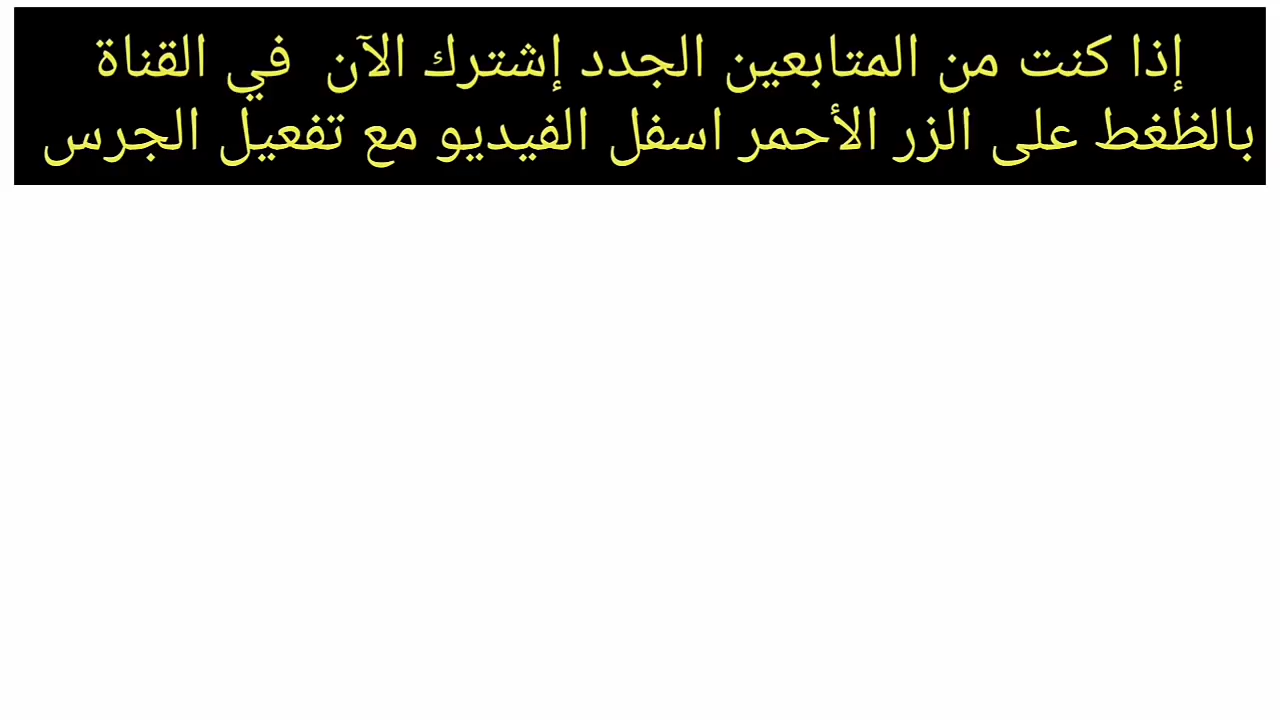 إذا كنت من المتابعين الجدد إشترك الآن في القناة
بالظغط على الزر الأحمر اسفل الفيديو مع تفعيل الجرس